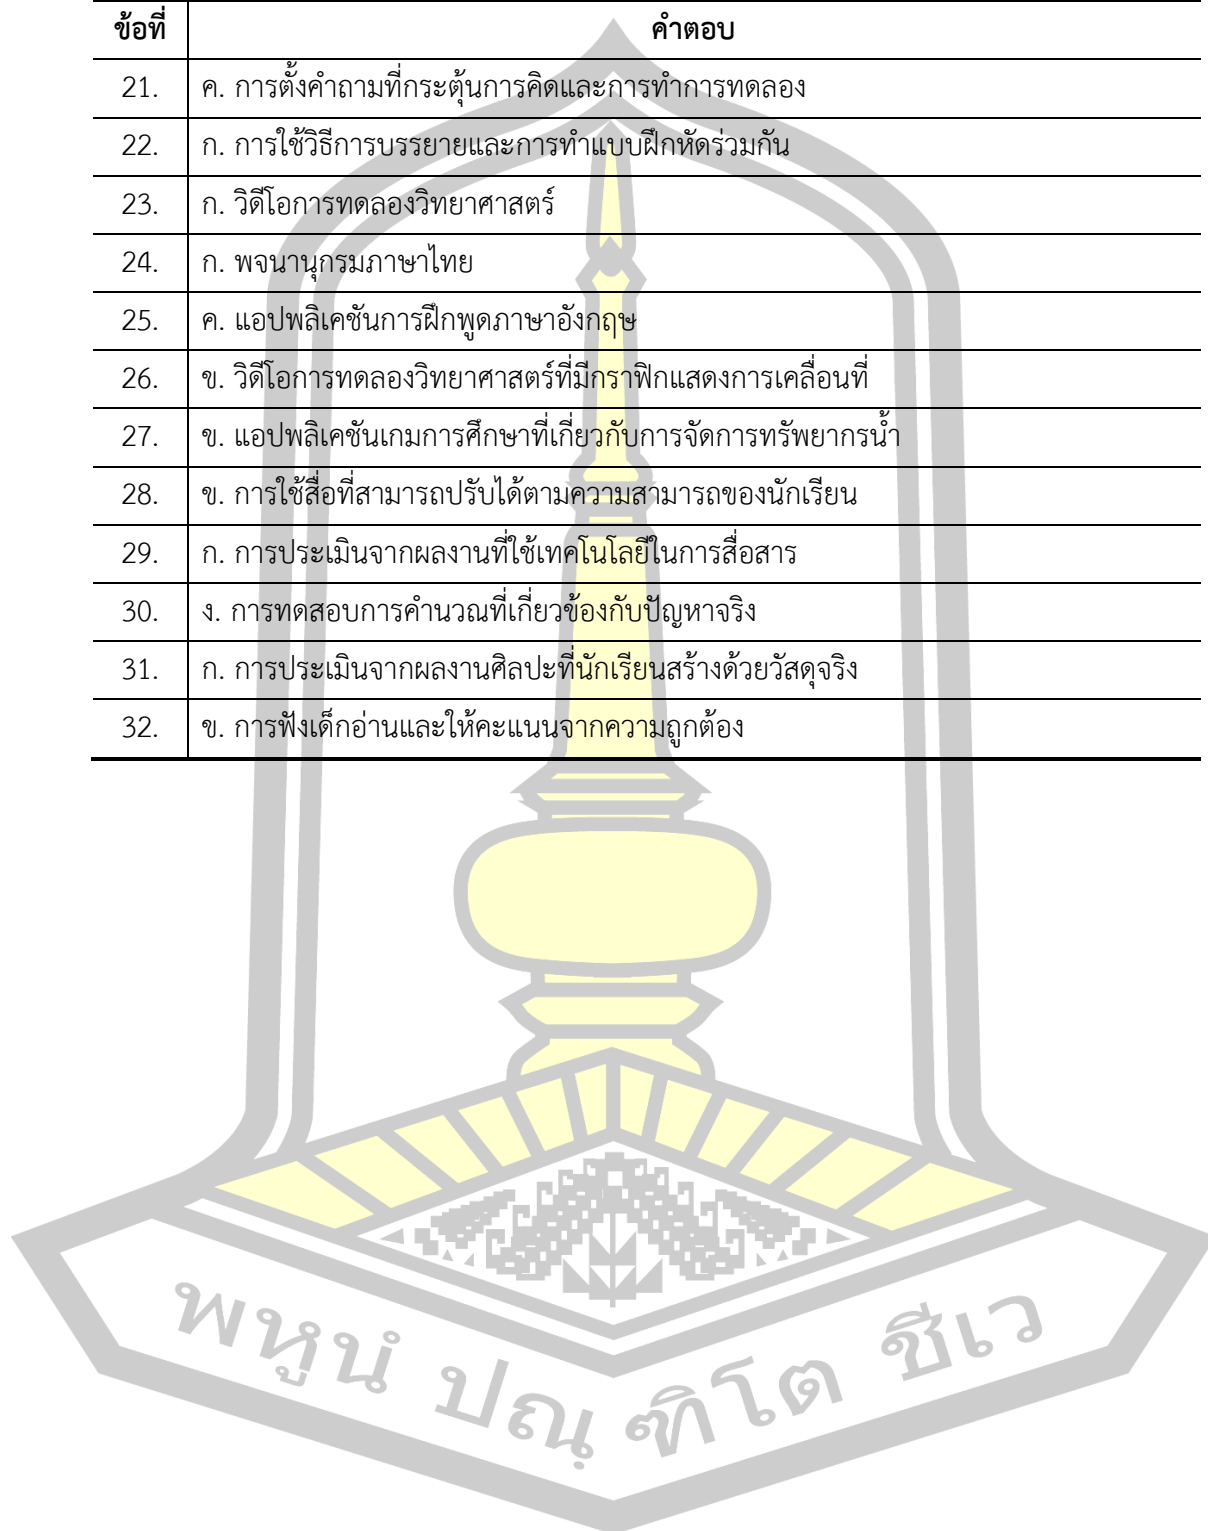 ข้อที่ คำตอบ
21. ค. การตั้งคำถามที่กระตุ้นการคิดและการทำการทดลอง
22. ก. การใช้วิธีการบรรยายและการทำแบบฝึกหัดร่วมกัน
23. ก. วิดีโอการทดลองวิทยาศาสตร์
24. ก. พจนานุกรมภาษาไทย
25. ค. แอปพลิเคชันการฝึกพูดภาษาอังกฤษ
26. ข. วิดีโอการทดลองวิทยาศาสตร์ที่มีกราฟิกแสดงการเคลื่อนที่
27. ข. แอปพลิเคชันเกมการศึกษาที่เกี่ยวกับการจัดการทรัพยากรน้ำ
28. ข. การใช้สื่อที่สามารถปรับได้ตามความสามารถของนักเรียน
29. ก. การประเมินจากผลงานที่ใช้เทคโนโลยีในการสื่อสาร
30. ง. การทดสอบการคำนวณที่เกี่ยวข้องกับปัญหาจริง
31. ก. การประเมินจากผลงานศิลปะที่นักเรียนสร้างด้วยวัสดุจริง
32. ข. การฟังเด็กอ่านและให้คะแนนจากความถูกต้อง
พหูนํ ปณฺ ฑิโต ชีเว